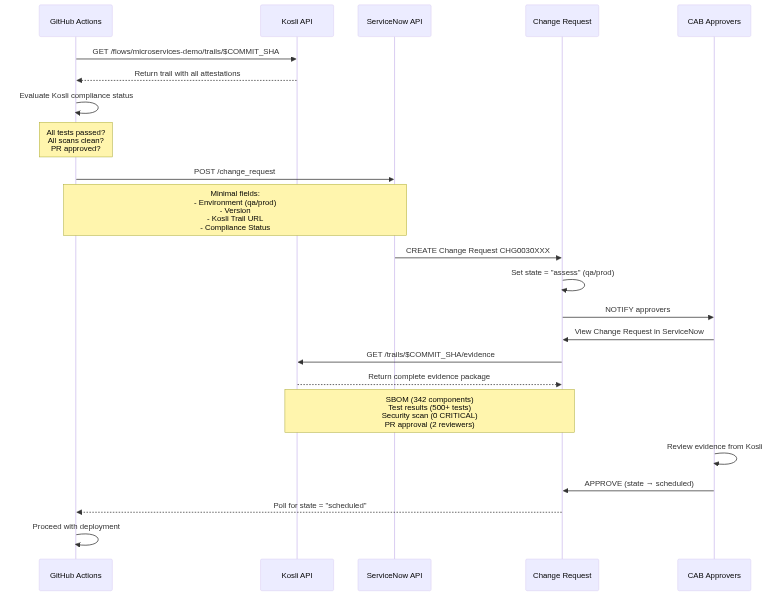 GitHub Actions
Kosli API
ServiceNow API
Change Request
CAB Approvers
GET /flows/microservices-demo/trails/$COMMIT_SHA
Return trail with all attestations
Evaluate Kosli compliance status
All tests passed?
All scans clean?
PR approved?
POST /change_request
Minimal fields:
- Environment (qa/prod)
- Version
- Kosli Trail URL
- Compliance Status
CREATE Change Request CHG0030XXX
Set state = "assess" (qa/prod)
NOTIFY approvers
View Change Request in ServiceNow
GET /trails/$COMMIT_SHA/evidence
Return complete evidence package
SBOM (342 components)
Test results (500+ tests)
Security scan (0 CRITICAL)
PR approval (2 reviewers)
Review evidence from Kosli
APPROVE (state → scheduled)
Poll for state = "scheduled"
Proceed with deployment
GitHub Actions
Kosli API
ServiceNow API
Change Request
CAB Approvers